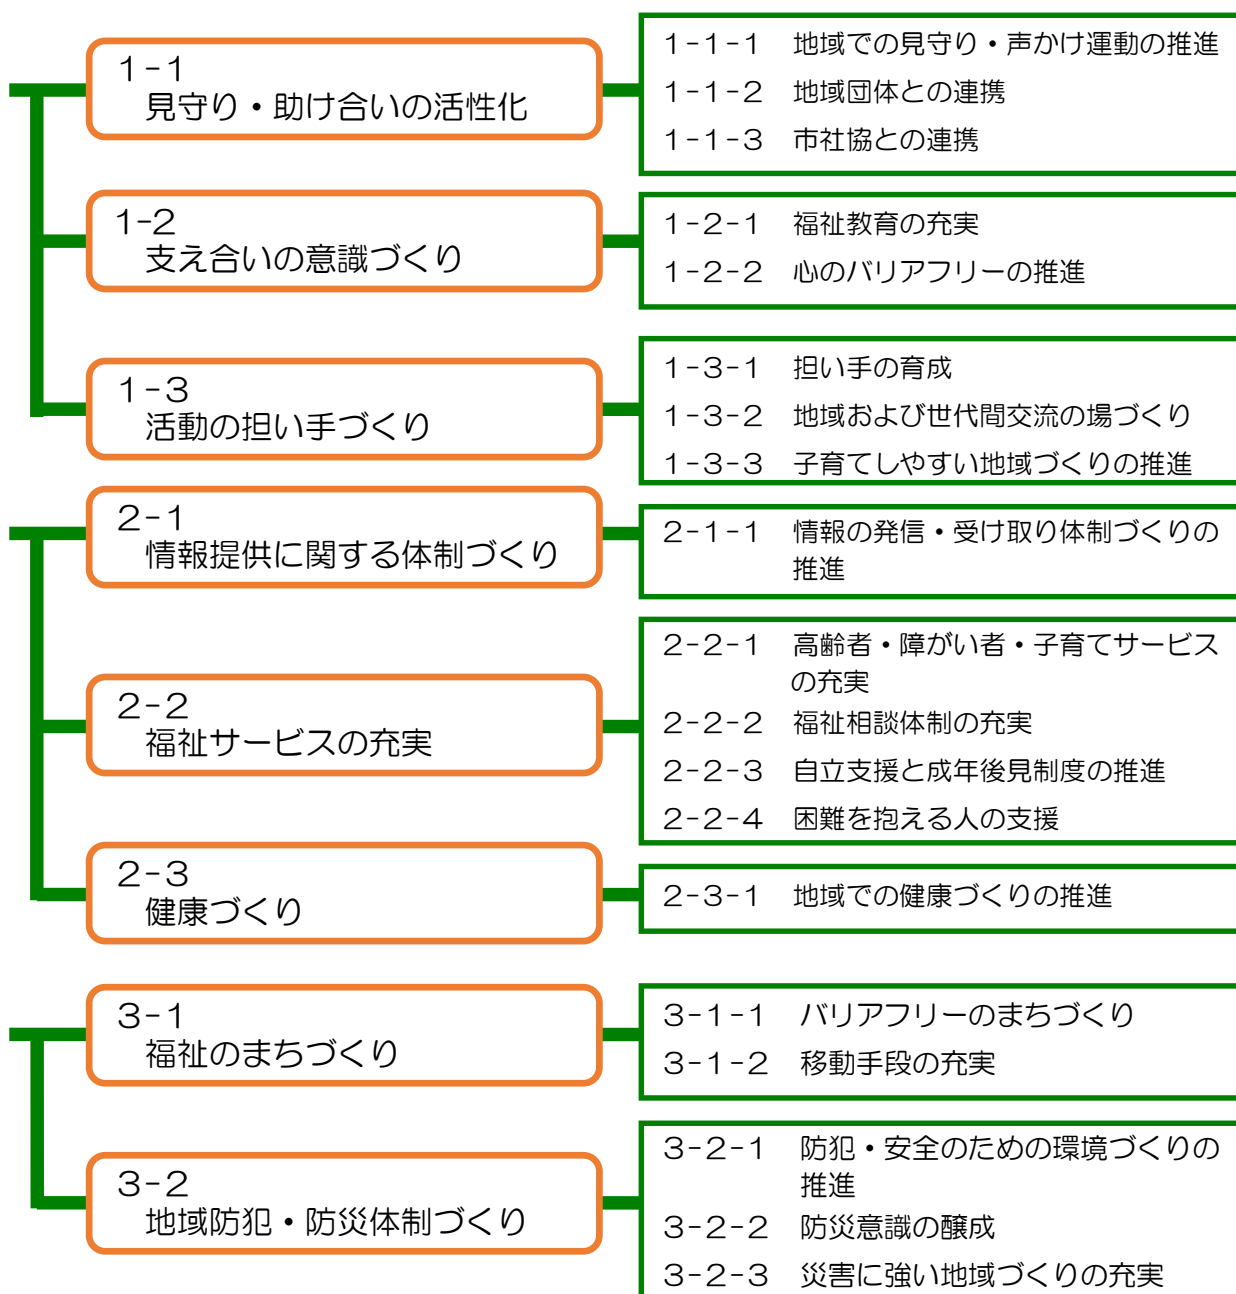 1-1
見守り・助け合いの活性化
1-1-1 地域での見守り・声かけ運動の推進
1-1-2 地域団体との連携
1-1-3 市社協との連携
1-2
支え合いの意識づくり
1-2-1 福祉教育の充実
1-2-2 心のバリアフリーの推進
1-3
活動の担い手づくり
1-3-1 担い手の育成
1-3-2 地域および世代間交流の場づくり
1-3-3 子育てしやすい地域づくりの推進
2-1
情報提供に関する体制づくり
2-1-1 情報の発信・受け取り体制づくりの
推進
2-2
福祉サービスの充実
2-2-1 高齢者・障がい者・子育てサービス
の充実
2-2-2 福祉相談体制の充実
2-2-3 自立支援と成年後見制度の推進
2-2-4 困難を抱える人の支援
2-3
健康づくり
2-3-1 地域での健康づくりの推進
3-1
福祉のまちづくり
3-1-1 バリアフリーのまちづくり
3-1-2 移動手段の充実
3-2
地域防犯・防災体制づくり
3-2-1 防犯・安全のための環境づくりの
推進
3-2-2 防災意識の醸成
3-2-3 災害に強い地域づくりの充実